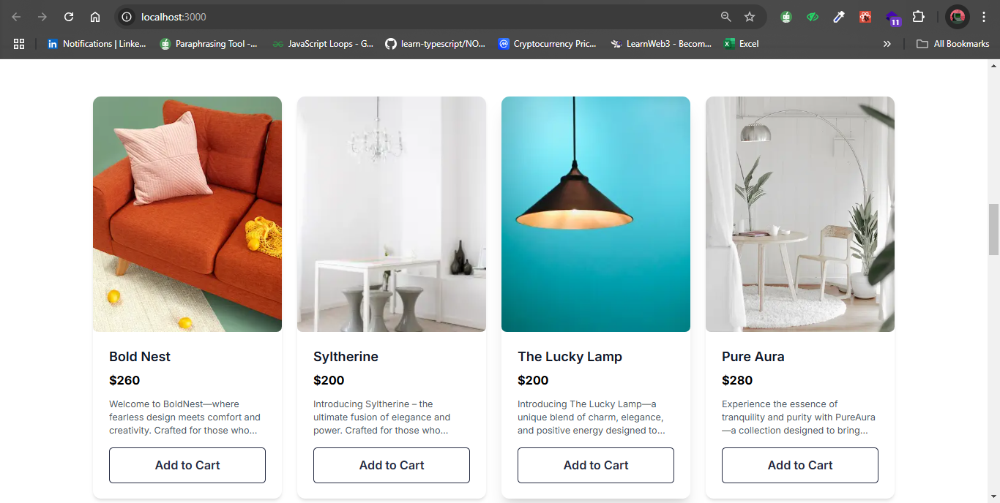 localhost:3000
11
Notifications | Linke...
Paraphrasing Tool -...
JavaScript Loops - G...
learn-typescript/NO...
Cryptocurrency Pric...
LearnWeb3 - Becom...
Excel
»
All Bookmarks
Bold Nest
$260
Welcome to BoldNest—where
fearless design meets comfort and
creativity. Crafted for those who...
Add to Cart
Syltherine
$200
Introducing Syltherine – the
ultimate fusion of elegance and
power. Crafted for those who...
Add to Cart
The Lucky Lamp
$200
Introducing The Lucky Lamp—a
unique blend of charm, elegance,
and positive energy designed to...
Add to Cart
Pure Aura
$280
Experience the essence of
tranquility and purity with PureAura
—a collection designed to bring...
Add to Cart